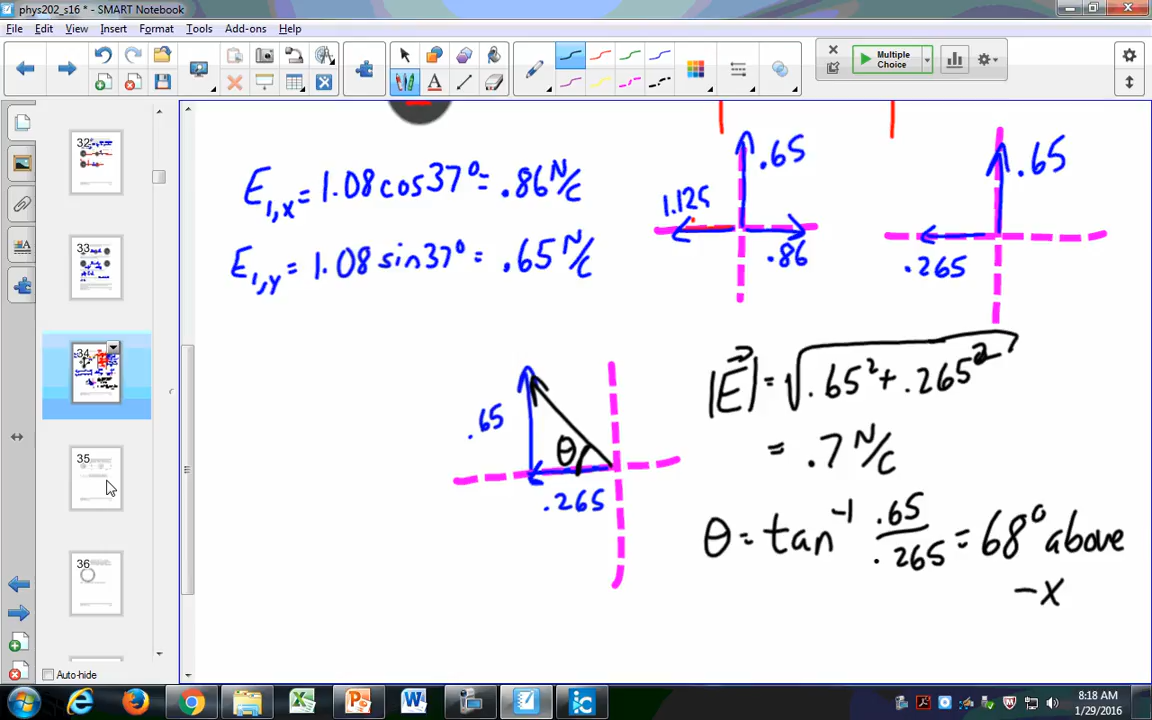 phys202_s16 * - SMART Notebook
File Edit View Insert Format Tools Add-ons Help
Multiple Choice
32
33
34
35
36
E1,x = 1.08 cos 37° = .86 N/C
E1,y = 1.08 sin 37° = .65 N/C
.65
1.125
.86
.65
.265
.65
θ
.265
|E⃗| = √.65² + .265²
= .7 N/C
θ = tan⁻¹ .65/.265 = 68° above
-x
Auto-hide
8:18 AM
1/29/2016